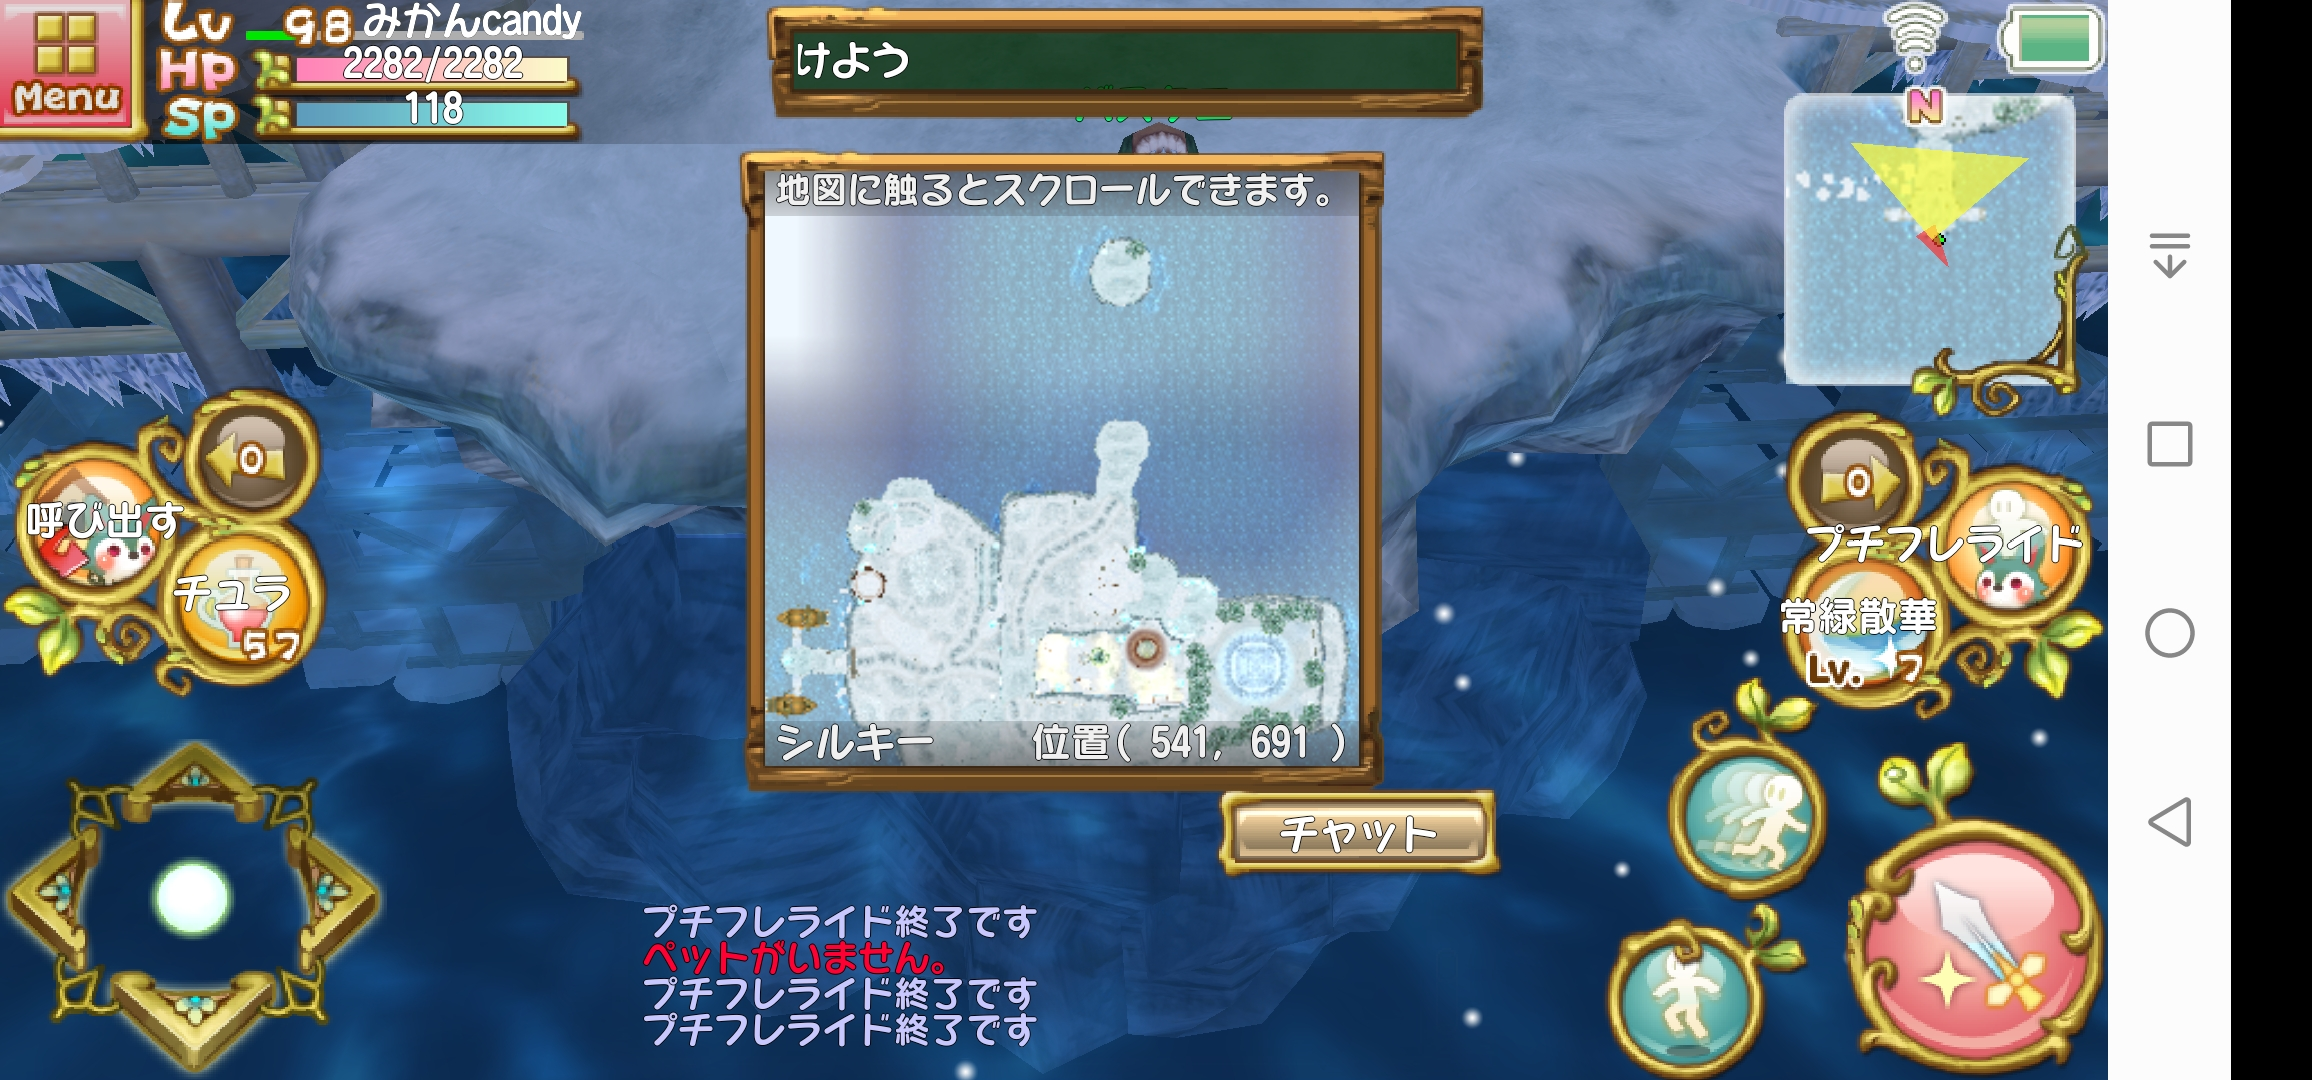 Menu
Lv 98 みかんcandy
Hp 2282/2282
Sp 118
けよう
N
地図に触るとスクロールできます。
0
呼び出す
チュラ
57
0
プチフレライド
常緑散華
Lv. 7
シルキー 位置( 541, 691 )
チャット
プチフレライド終了です
ペットがいません。
プチフレライド終了です
プチフレライド終了です